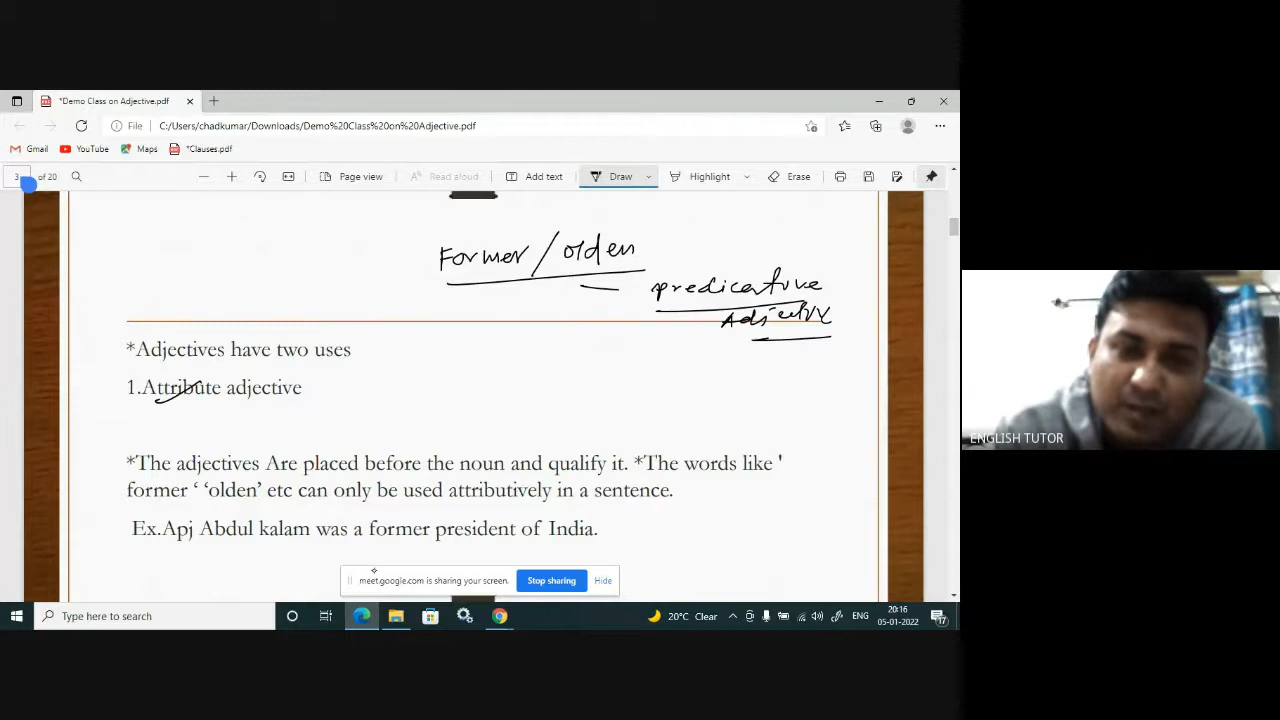 *Demo Class on Adjective.pdf
File C:/Users/chadkumar/Downloads/Demo%20Class%20on%20Adjective.pdf
Gmail YouTube Maps *Clauses.pdf
3 of 20 Page view Read aloud Add text Draw Highlight Erase
Former / olden
predicative
Adjective
*Adjectives have two uses
1.Attribute adjective
*The adjectives Are placed before the noun and qualify it. *The words like '
former ‘ ‘olden’ etc can only be used attributively in a sentence.
Ex.Apj Abdul kalam was a former president of India.
meet.google.com is sharing your screen. Stop sharing Hide
ENGLISH TUTOR
Type here to search 20°C Clear ENG 20:16
05-01-2022 17